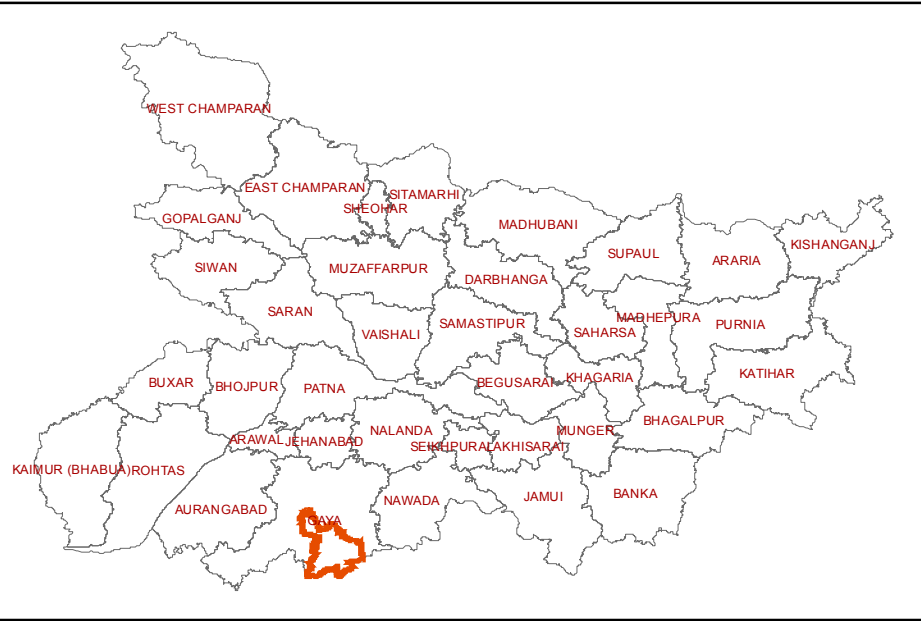 WEST CHAMPARAN
EAST CHAMPARAN
SITAMARHI
SHEOHAR
GOPALGANJ
MADHUBANI
KISHANGANJ
SUPAUL
ARARIA
SIWAN
MUZAFFARPUR
DARBHANGA
SARAN
MADHEPURA
SAMASTIPUR
PURNIA
VAISHALI
SAHARSA
KATIHAR
KHAGARIA
BUXAR
BHOJPUR
PATNA
BEGUSARAI
BHAGALPUR
NALANDA
MUNGER
ARAWAL
JEHANABAD
SEIKHPURA
LAKHISARAI
KAIMUR (BHABUA)
ROHTAS
BANKA
JAMUI
NAWADA
AURANGABAD
GAYA